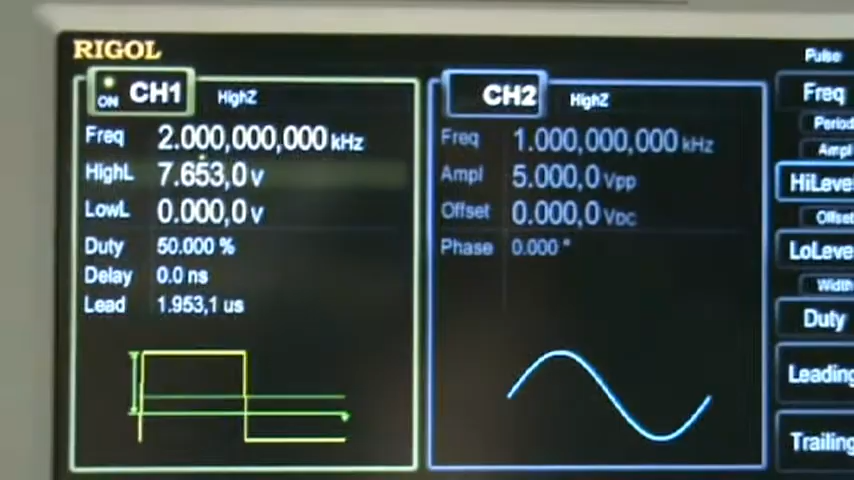 RIGOL
Pulse
ON CH1 HighZ
Freq 2.000,000,000 kHz
HighL 7.653,0 V
LowL 0.000,0 V
Duty 50.000 %
Delay 0.0 ns
Lead 1.953,1 us
CH2 HighZ
Freq 1.000,000,000 kHz
Ampl 5.000,0 Vpp
Offset 0.000,0 VDC
Phase 0.000 °
Freq
Period
Ampl
HiLeve
Offset
LoLeve
Width
Duty
Leading
Trailing